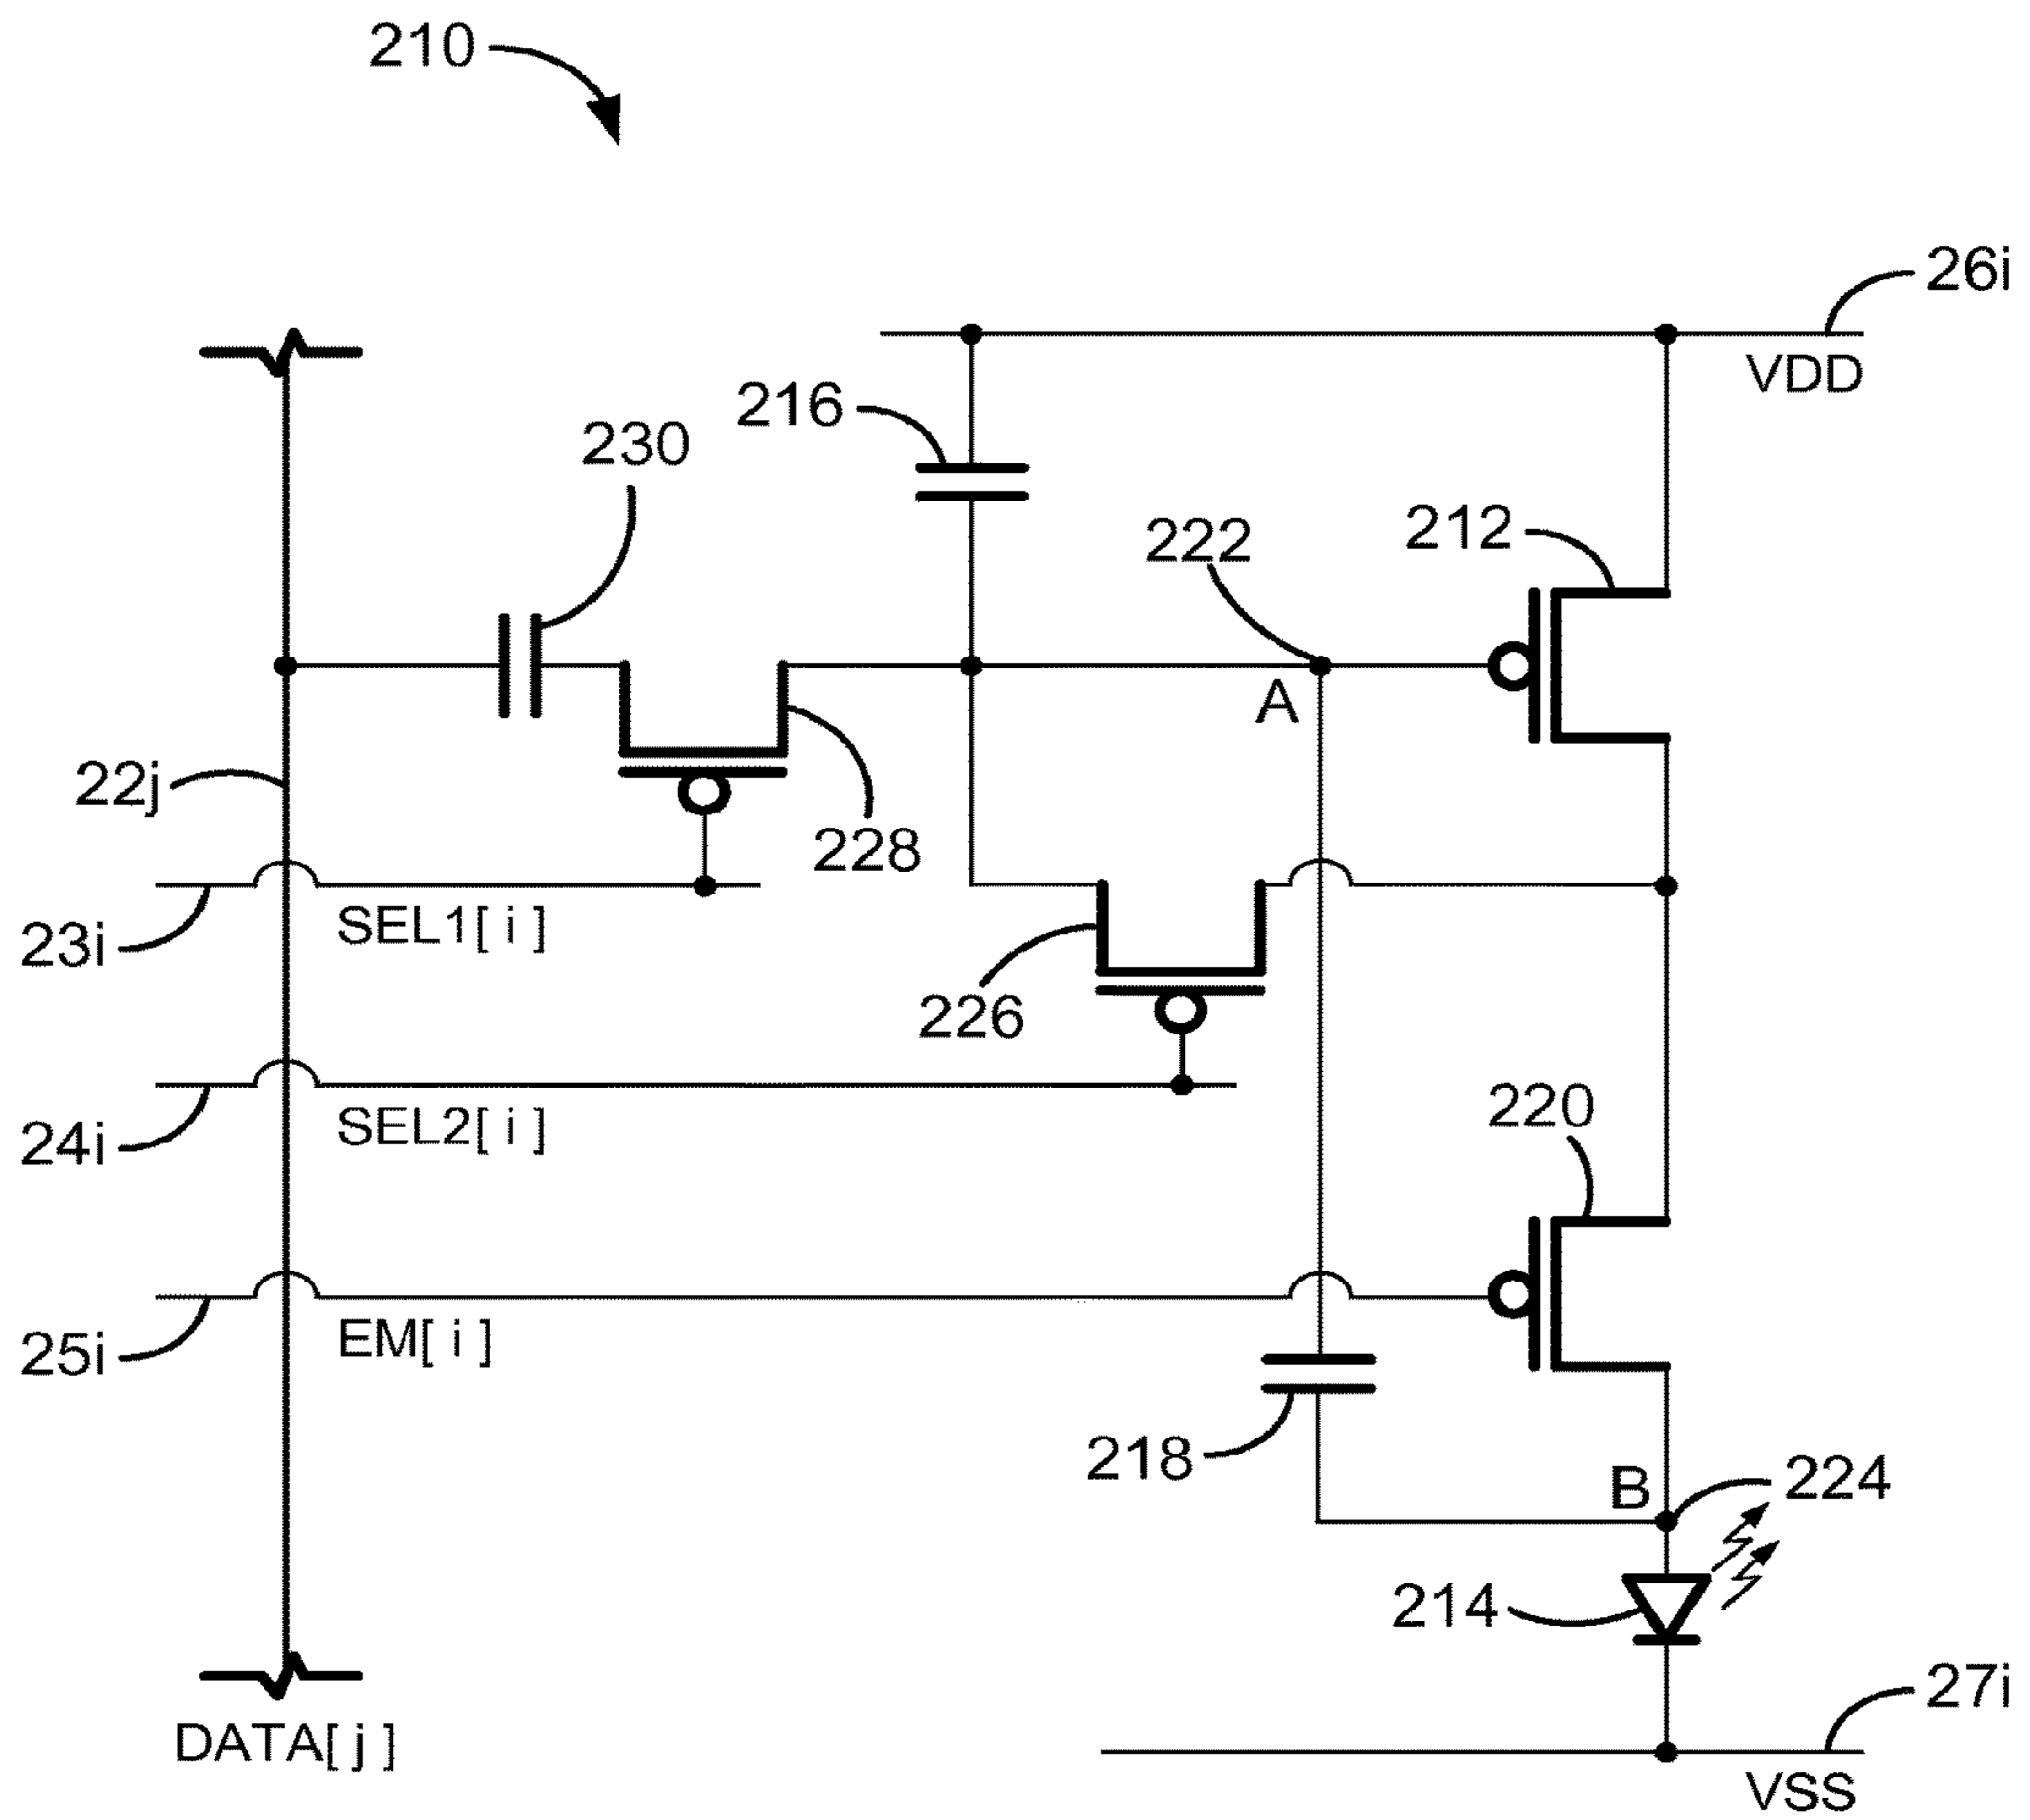 210
26i
VDD
216
230
222
212
A
22j
228
23i
SEL1[ i ]
226
24i
SEL2[ i ]
220
25i
EM[ i ]
218
B
224
214
27i
DATA[ j ]
VSS